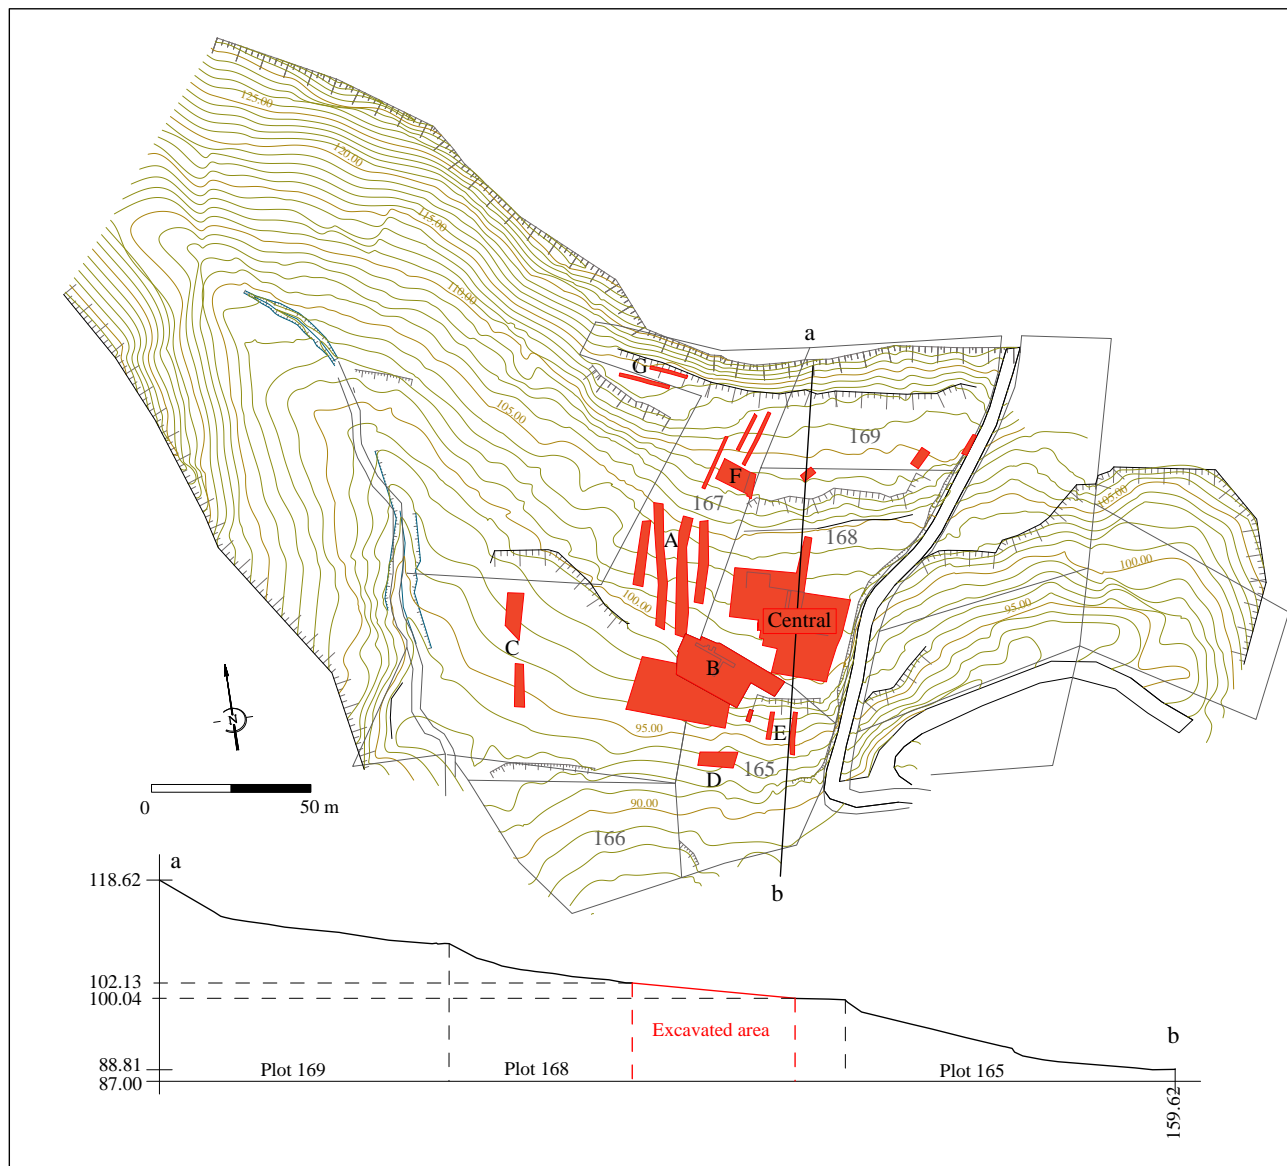 125.00
120.00
115.00
110.00
105.00
a
G
169
F
167
168
A
105.00
100.00
95.00
100.00
Central
C
B
N
95.00
E
D
165
90.00
166
0 50 m
b
a
118.62
102.13
100.04
88.81
87.00
Excavated area
b
Plot 169
Plot 168
Plot 165
159.62